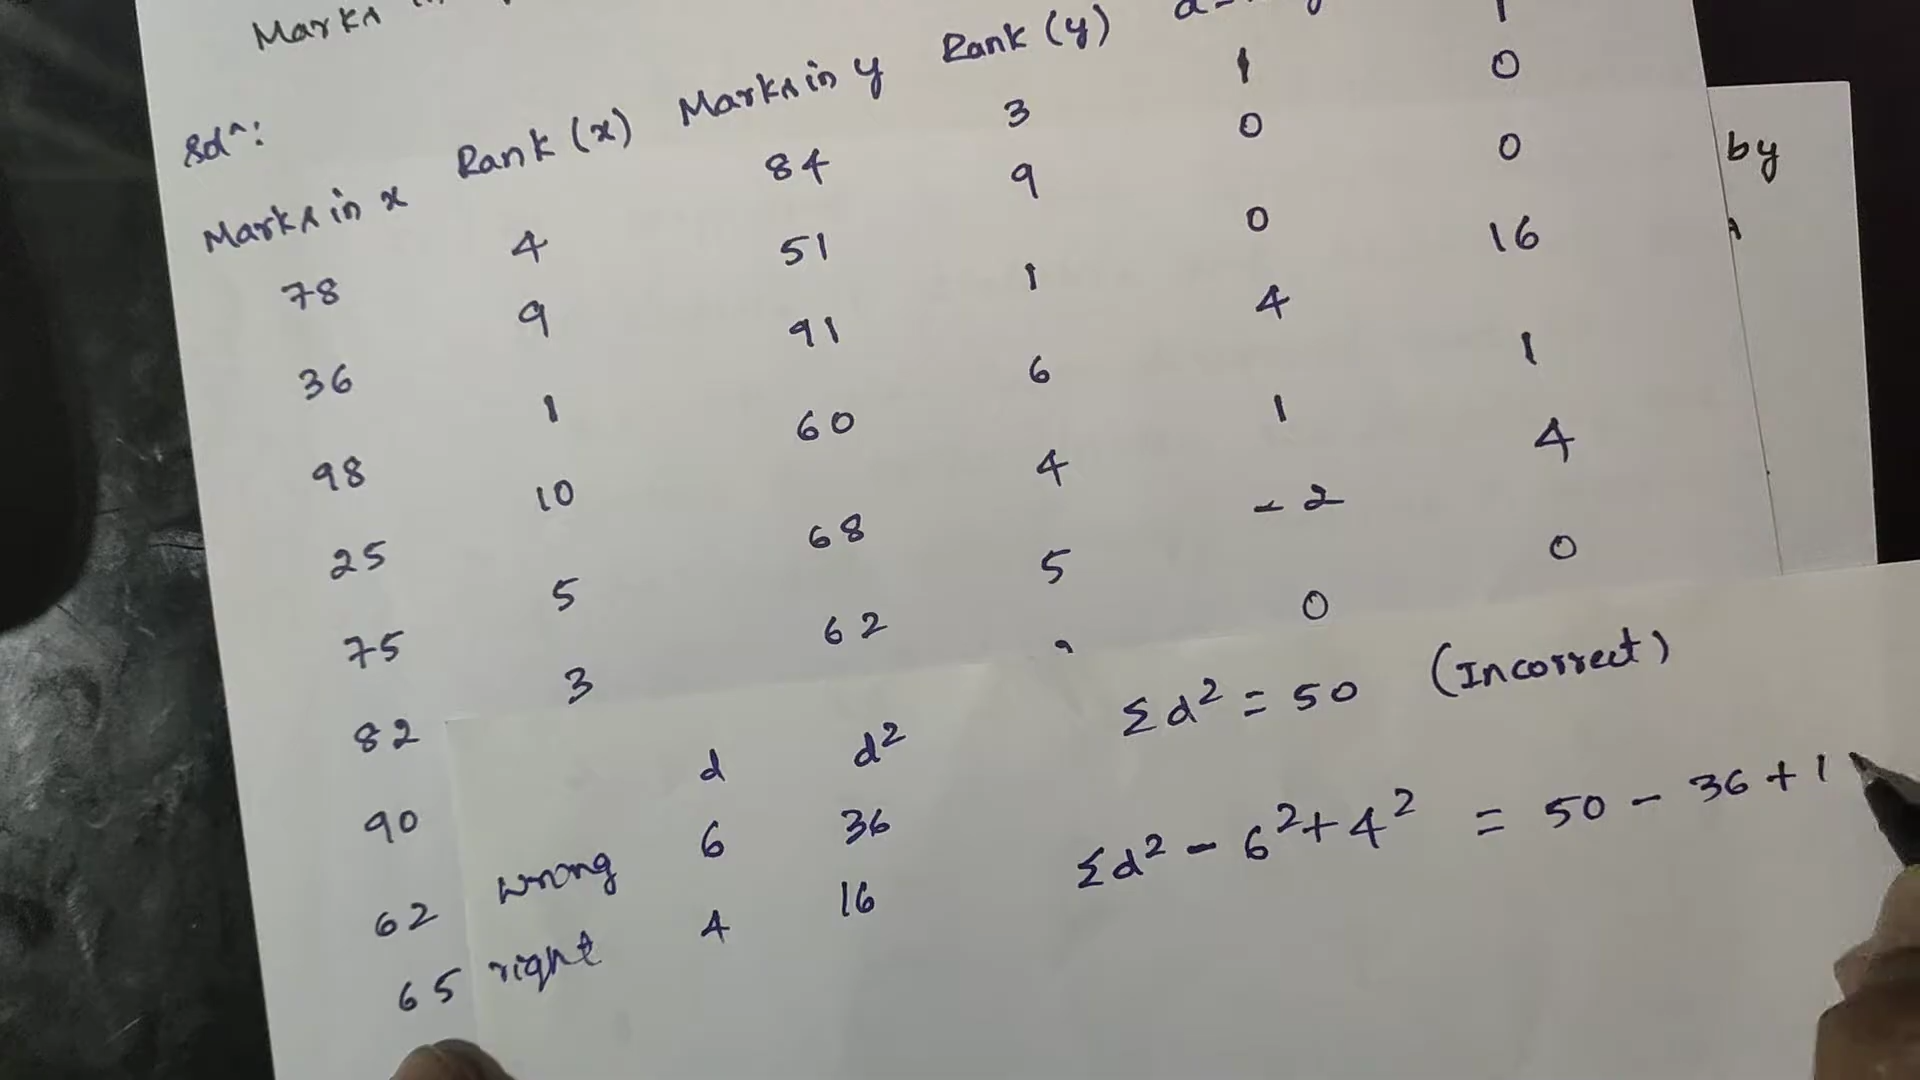 Marks in
Soln:
Marks in x Rank (x) Marks in y Rank (y)
78 4 84 3 1 1
36 9 51 9 0 0
98 1 91 1 0 0
25 10 60 6 4 16
75 5 68 4 1 1
82 3 62 5 -2 4
90 0 0
62
65
by
d d²
wrong 6 36
right 4 16
Σd² = 50 (Incorrect)
Σd² - 6² + 4² = 50 - 36 + 1